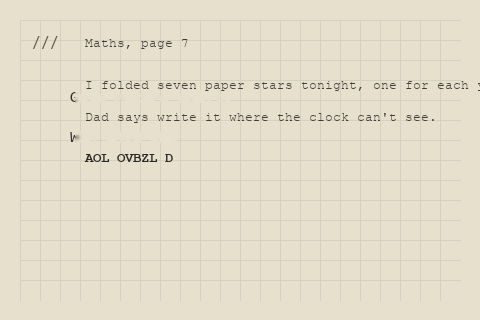 /// Maths, page 7
I folded seven paper stars tonight, one for each
Dad says write it where the clock can't see.
AOL OVBZL D